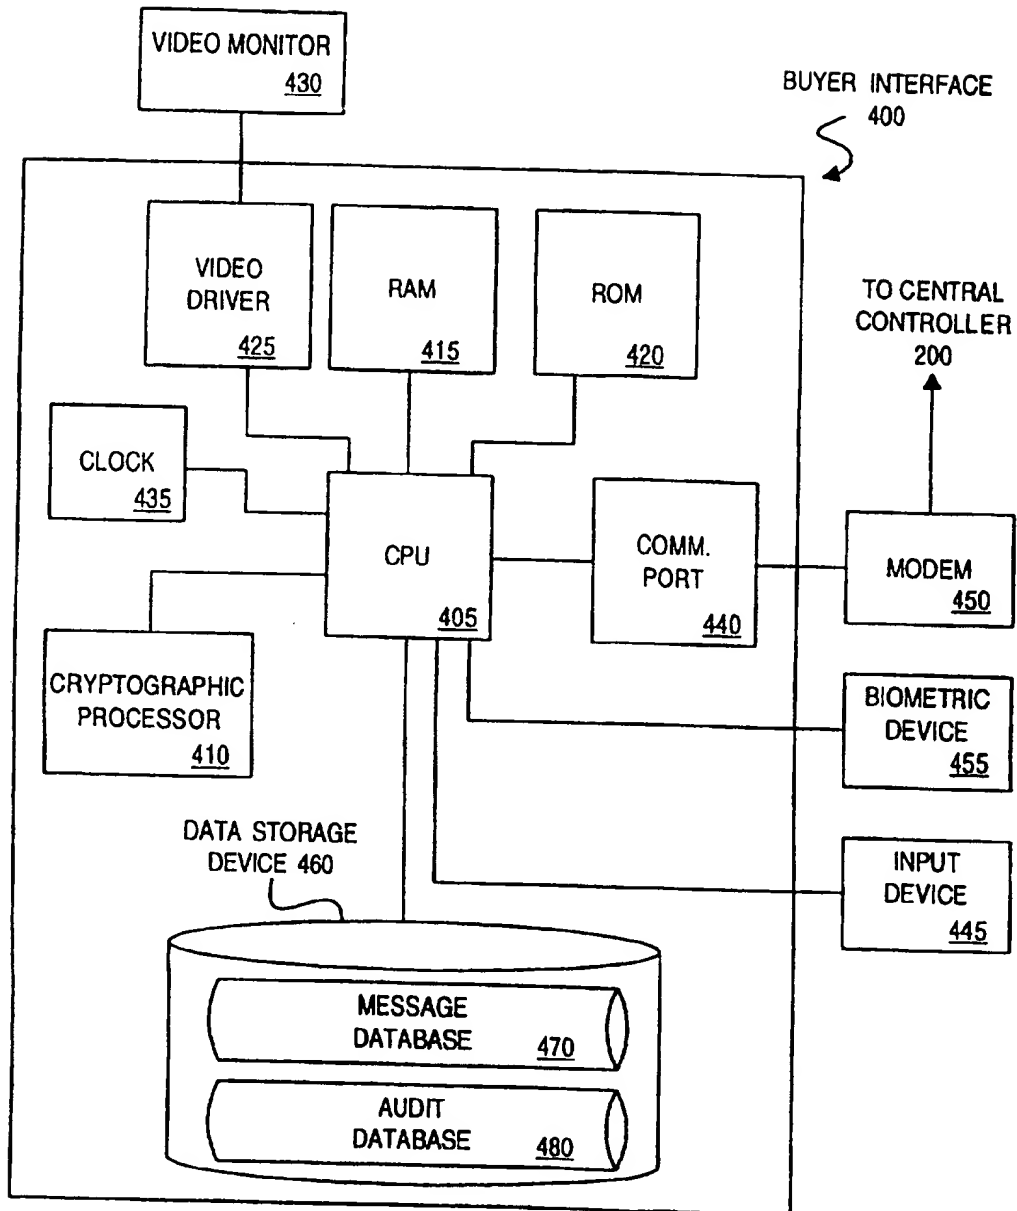 VIDEO MONITOR
430
BUYER INTERFACE
400
VIDEO
DRIVER
425
RAM
415
ROM
420
TO CENTRAL
CONTROLLER
200
CLOCK
435
CPU
405
COMM.
PORT
440
MODEM
450
CRYPTOGRAPHIC
PROCESSOR
410
BIOMETRIC
DEVICE
455
DATA STORAGE
DEVICE 460
INPUT
DEVICE
445
MESSAGE
DATABASE
470
AUDIT
DATABASE
480